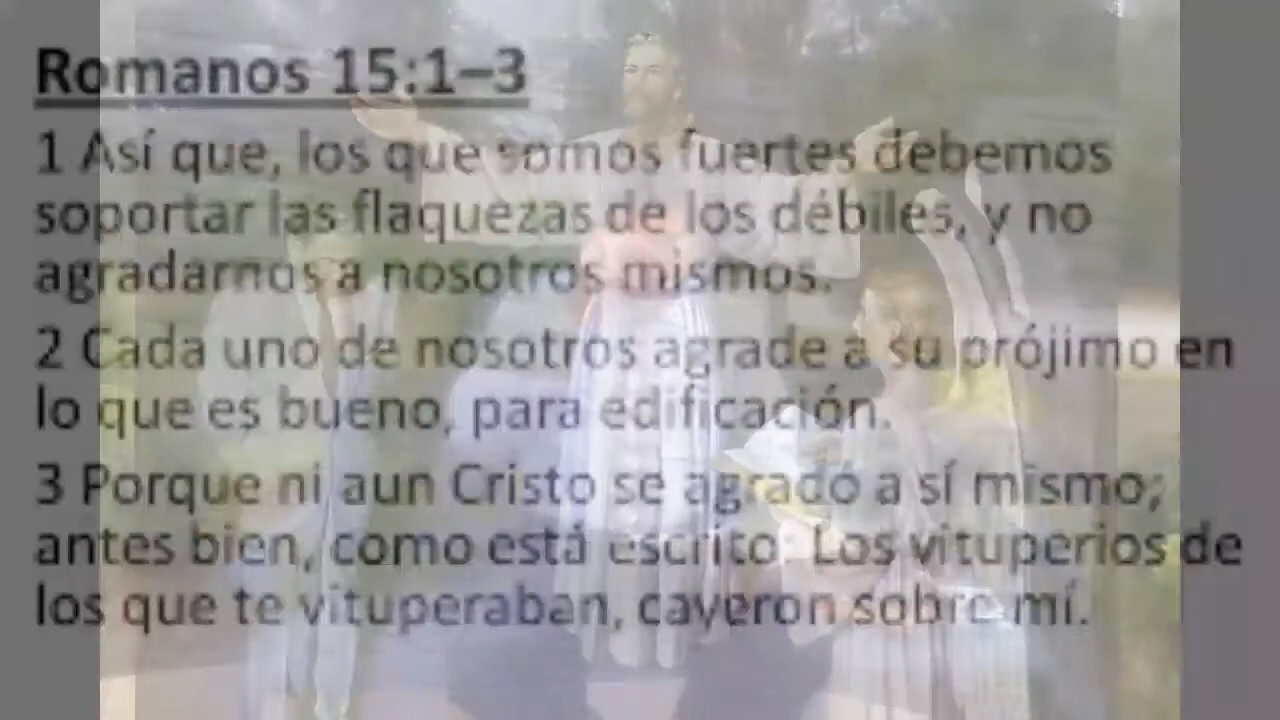 Romanos 15:1–3
1 Así que, los que somos fuertes debemos
soportar las flaquezas de los débiles, y no
agradarnos a nosotros mismos.
2 Cada uno de nosotros agrade a su prójimo en
lo que es bueno, para edificación.
3 Porque ni aun Cristo se agradó a sí mismo;
antes bien, como está escrito: Los vituperios de
los que te vituperaban, cayeron sobre mí.